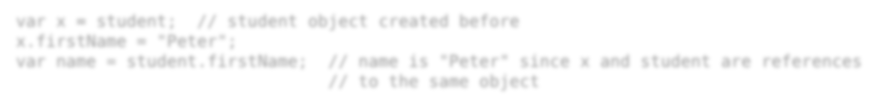 var x = student;  // student object created before
x.firstName = "Peter";
var name = student.firstName;  // name is "Peter" since x and student are references
                               // to the same object